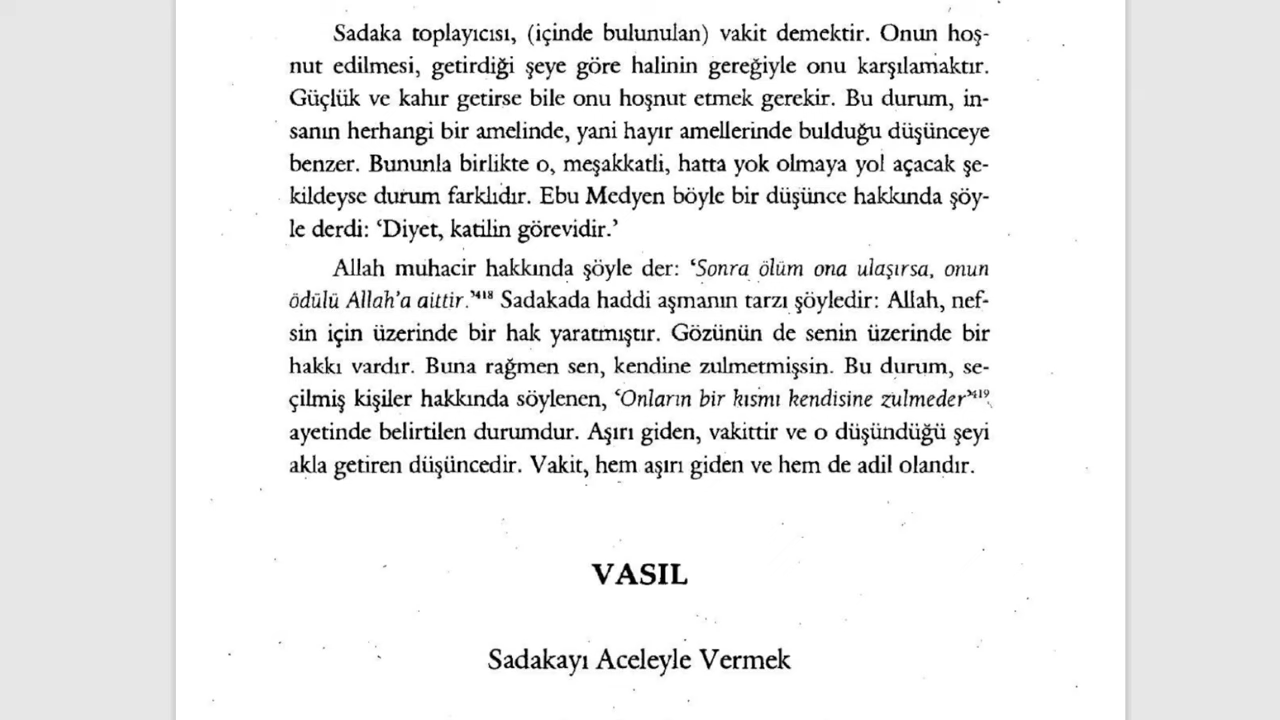 Sadaka toplayıcısı, (içinde bulunulan) vakit demektir. Onun hoş-
nut edilmesi, getirdiği şeye göre halinin gereğiyle onu karşılamaktır.
Güçlük ve kahır getirse bile onu hoşnut etmek gerekir. Bu durum, in-
sanın herhangi bir amelinde, yani hayır amellerinde bulduğu düşünceye
benzer. Bununla birlikte o, meşakkatli, hatta yok olmaya yol açacak şe-
kildeyse durum farklıdır. Ebu Medyen böyle bir düşünce hakkında şöy-
le derdi: ‘Diyet, katilin görevidir.’
Allah muhacir hakkında şöyle der: ‘Sonra ölüm ona ulaşırsa, onun
ödülü Allah’a aittir.’⁴¹⁸ Sadakada haddi aşmanın tarzı şöyledir: Allah, nef-
sin için üzerinde bir hak yaratmıştır. Gözünün de senin üzerinde bir
hakkı vardır. Buna rağmen sen, kendine zulmetmişsin. Bu durum, se-
çilmiş kişiler hakkında söylenen, ‘Onların bir kısmı kendisine zulmeder’⁴¹⁹
ayetinde belirtilen durumdur. Aşırı giden, vakittir ve o düşündüğü şeyi
akla getiren düşüncedir. Vakit, hem aşırı giden ve hem de adil olandır.
VASIL
Sadakayı Aceleyle Vermek